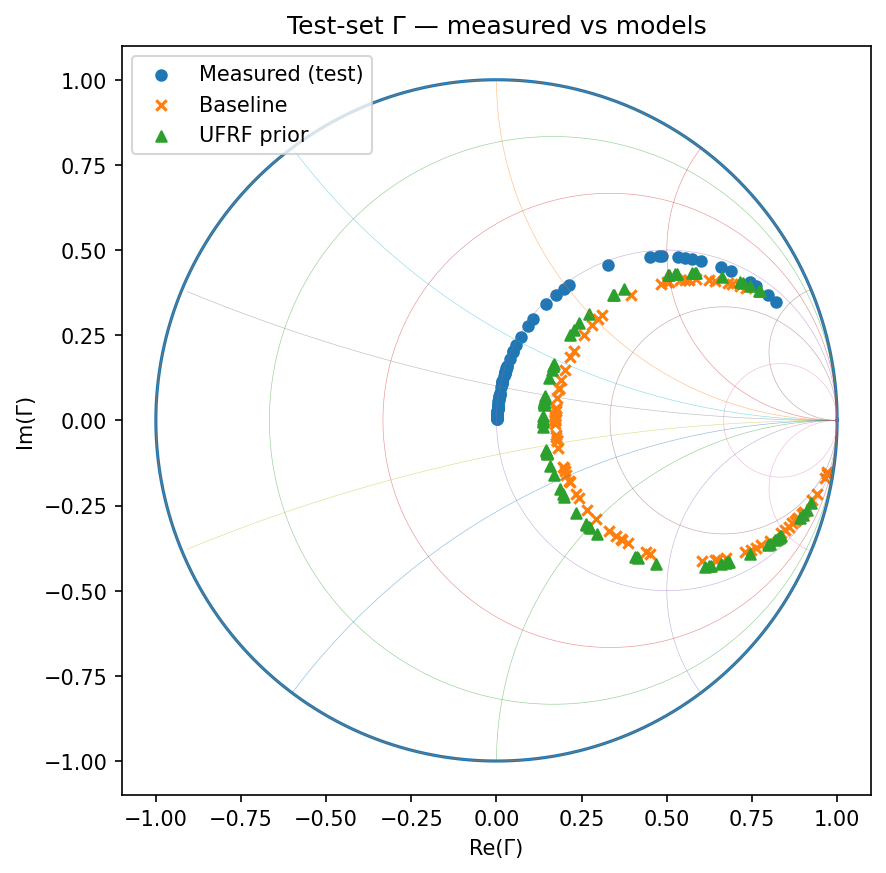 Test-set Γ — measured vs models
Measured (test)
Baseline
UFRF prior
1.00
0.75
0.50
0.25
0.00
−0.25
−0.50
−0.75
−1.00
Im(Γ)
−1.00 −0.75 −0.50 −0.25 0.00 0.25 0.50 0.75 1.00
Re(Γ)